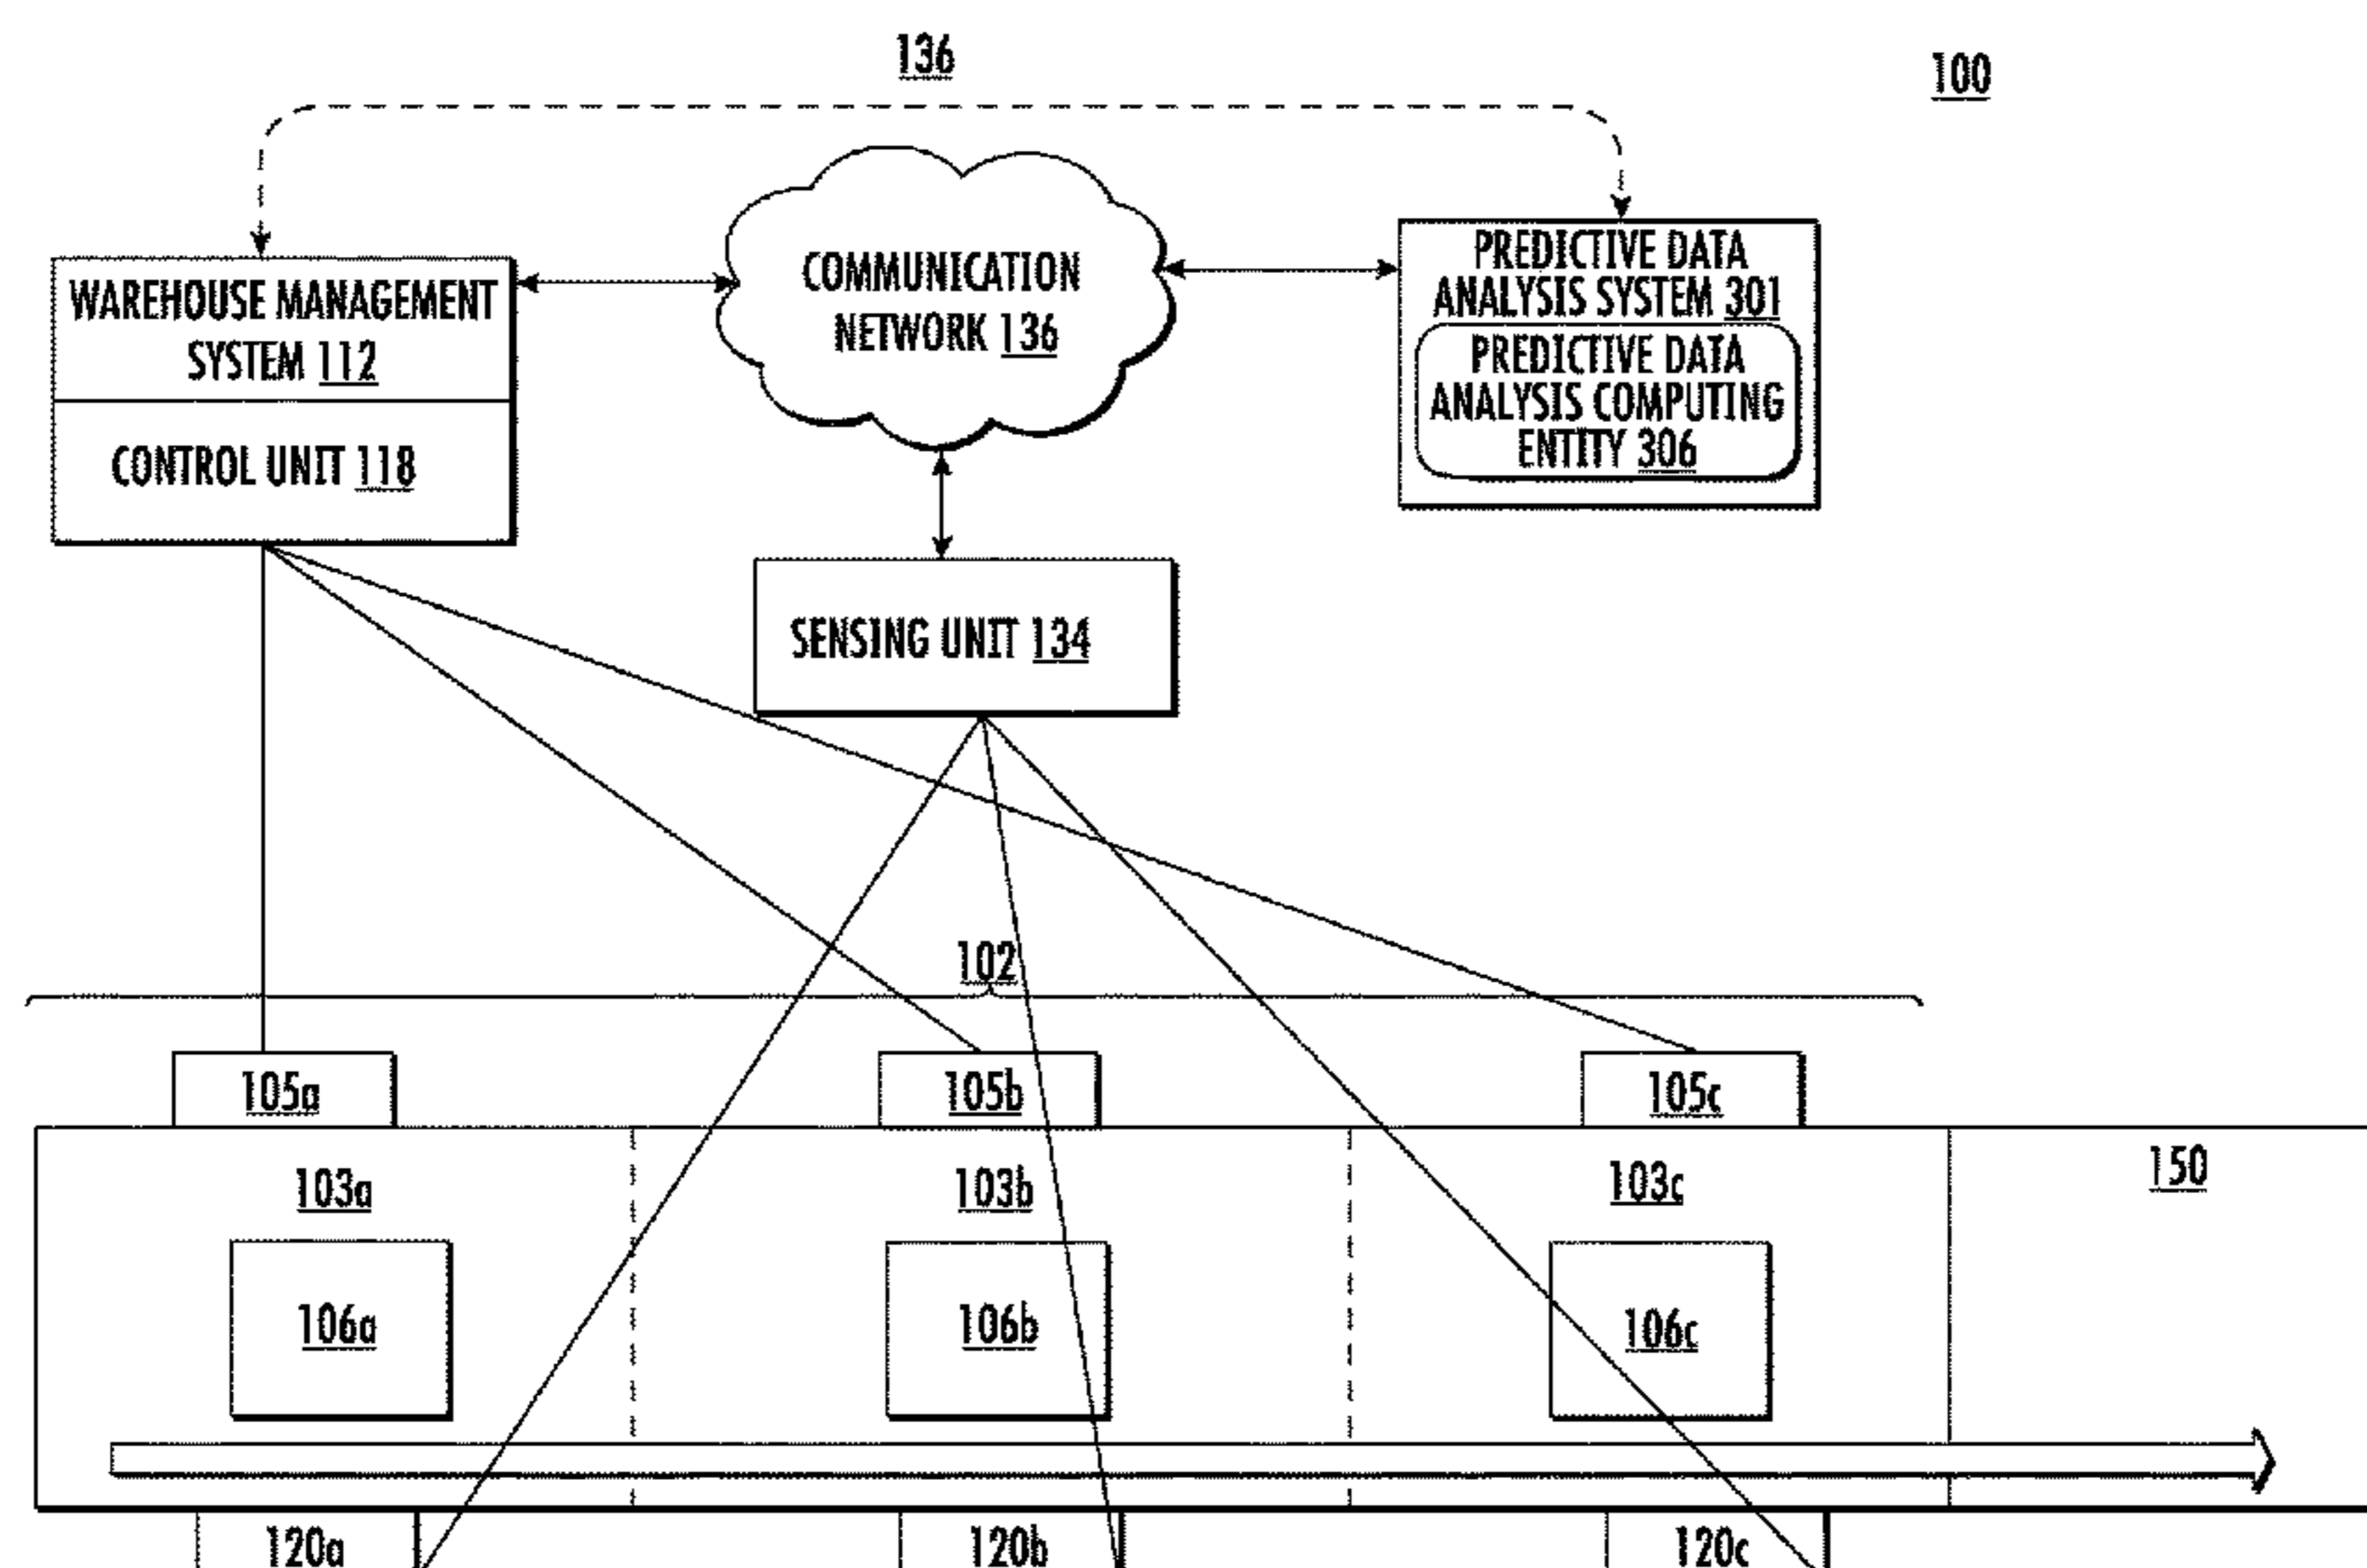 136
100
COMMUNICATION
NETWORK 136
WAREHOUSE MANAGEMENT
SYSTEM 112
CONTROL UNIT 118
PREDICTIVE DATA
ANALYSIS SYSTEM 301
PREDICTIVE DATA
ANALYSIS COMPUTING
ENTITY 306
SENSING UNIT 134
102
105a
105b
105c
103a
103b
103c
150
106a
106b
106c
120a
120b
120c